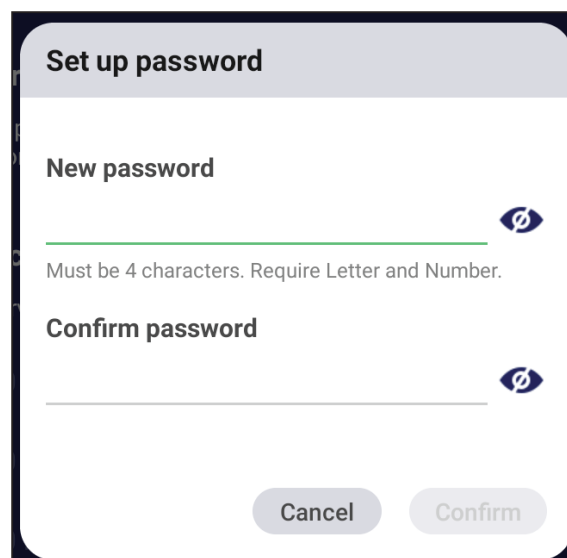 Set up password
New password
Must be 4 characters. Require Letter and Number.
Confirm password
Cancel
Confirm